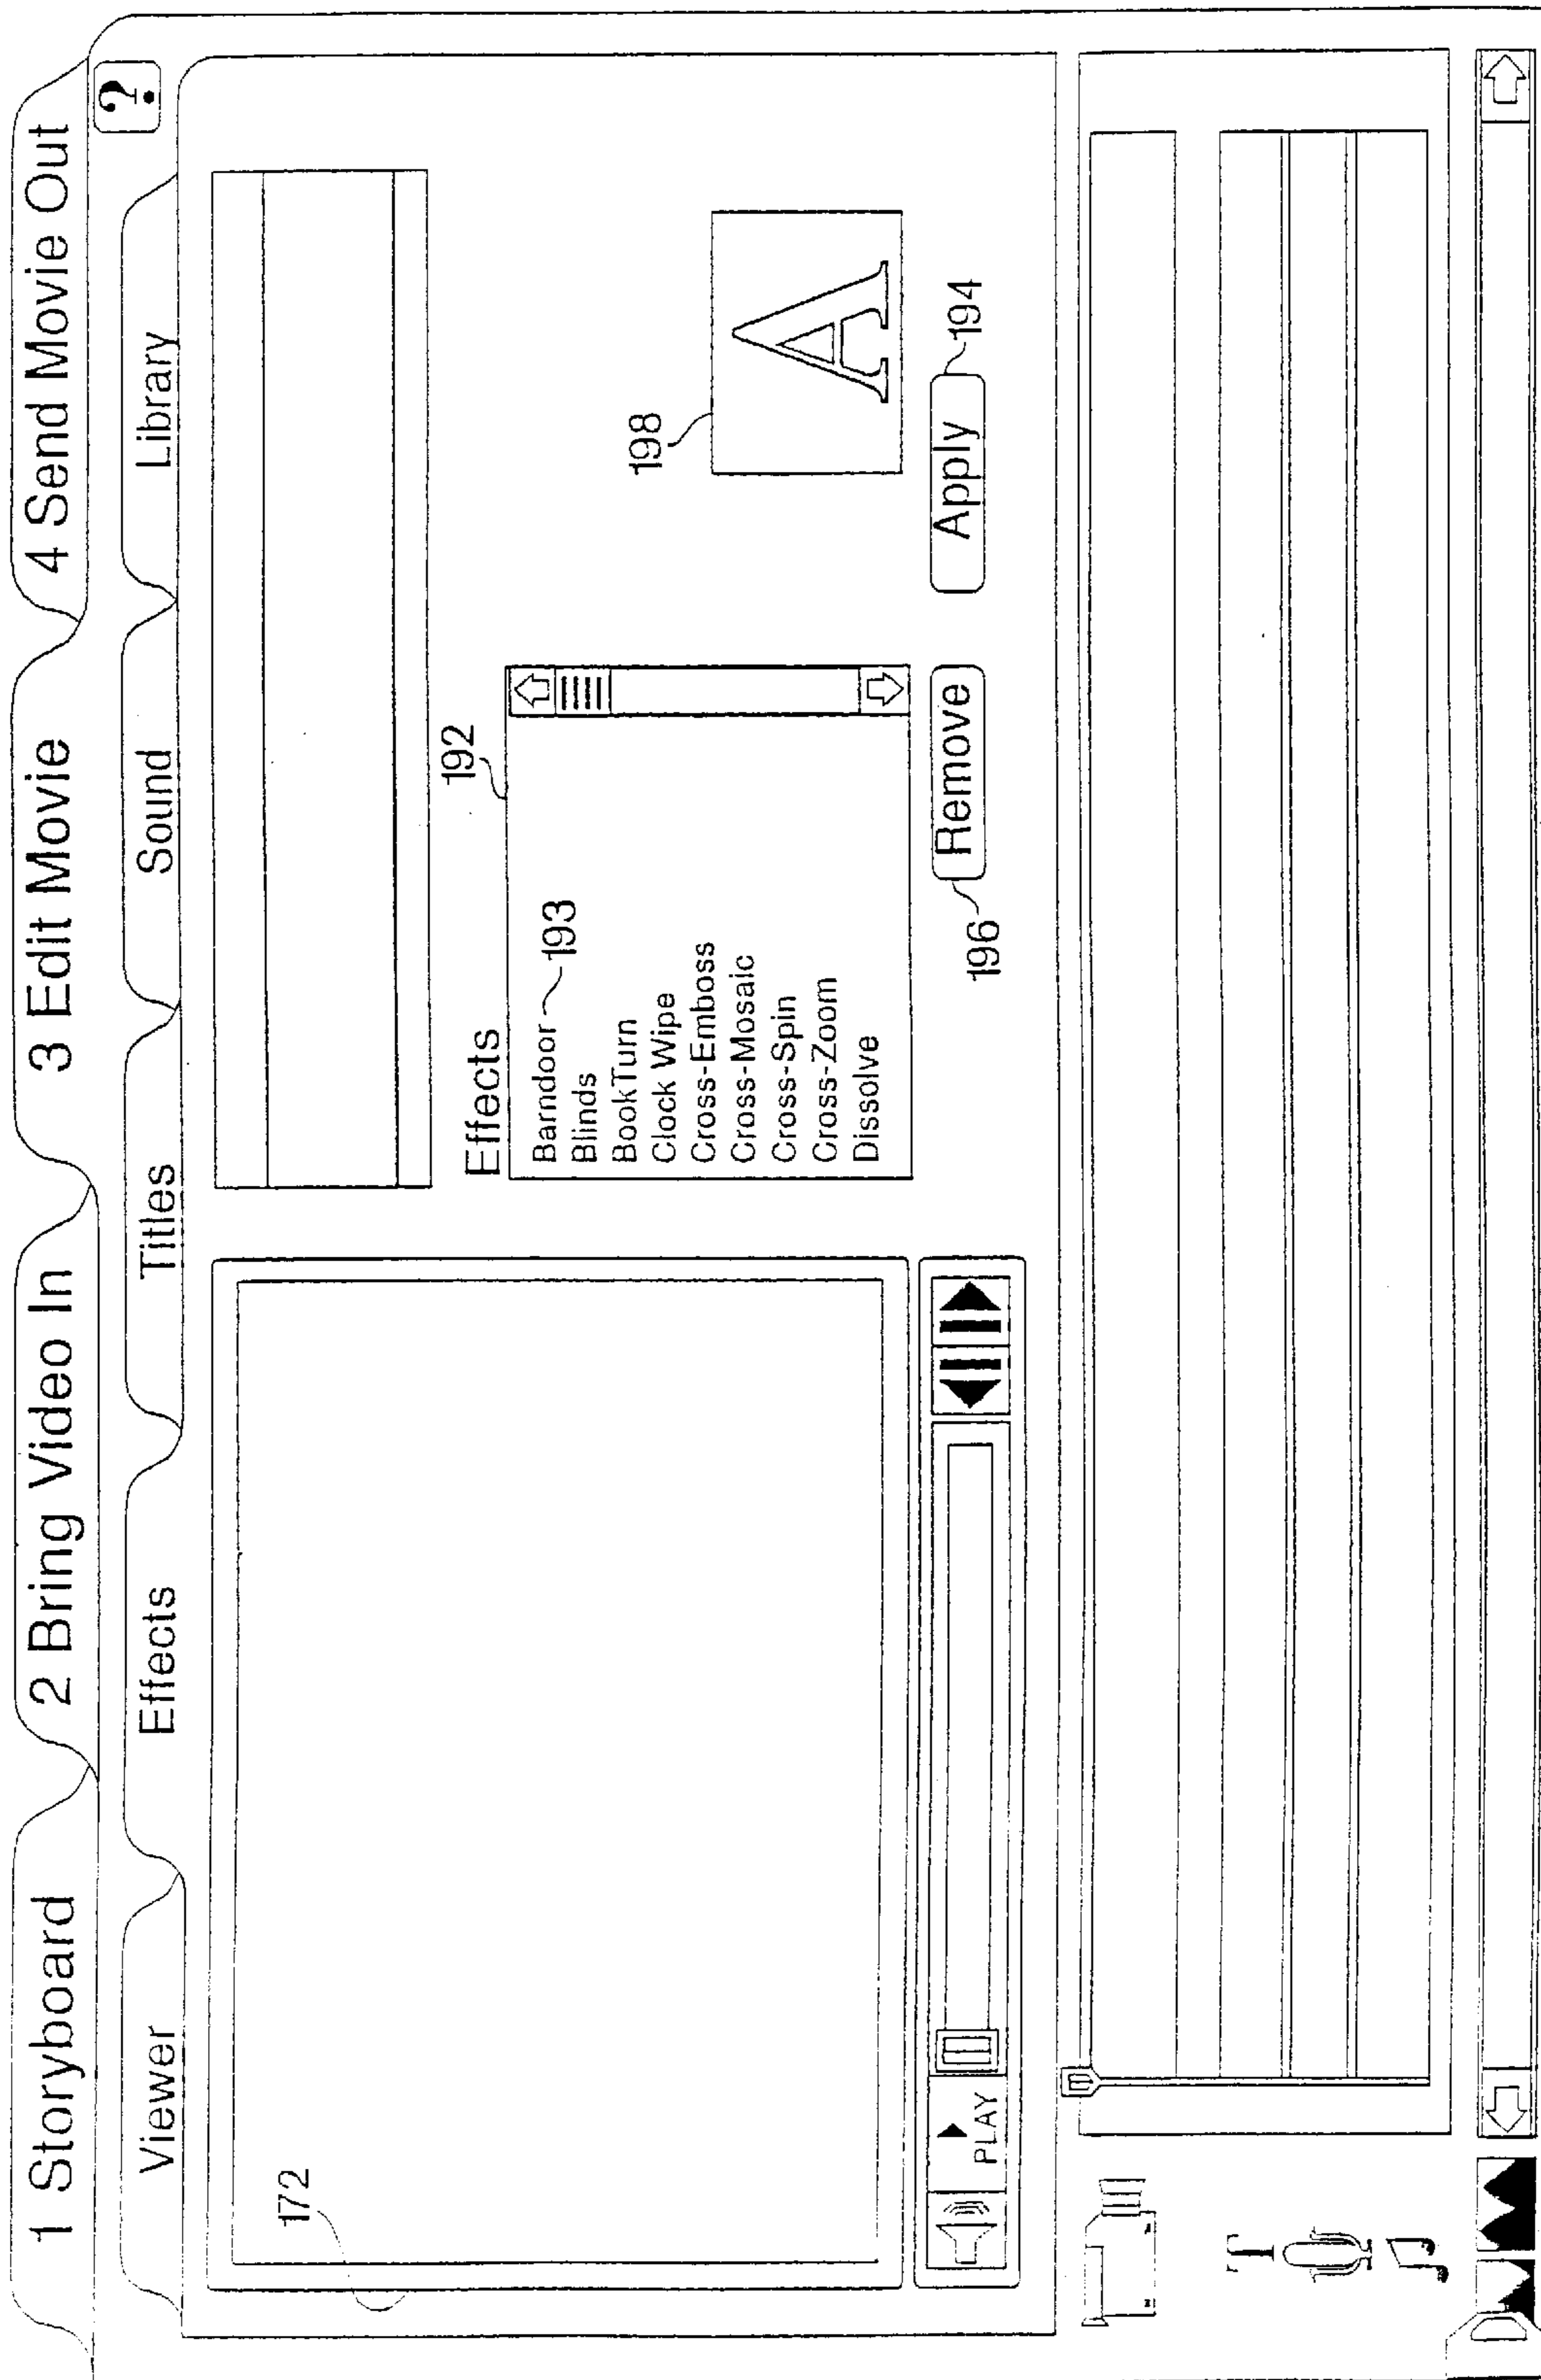 1 Storyboard
2 Bring Video In
3 Edit Movie
4 Send Movie Out
?
Viewer
Effects
Titles
Sound
Library
172
Effects
192
Barndoor 193
Blinds
BookTurn
Clock Wipe
Cross-Emboss
Cross-Mosaic
Cross-Spin
Cross-Zoom
Dissolve
198
A
PLAY
196 Remove
Apply 194
T